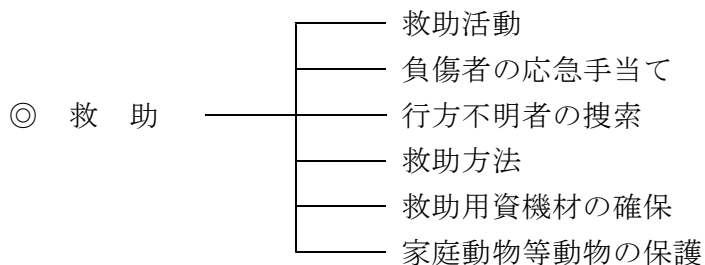 救助活動
負傷者の応急手当て
◎ 救 助 行方不明者の捜索
救助方法
救助用資機材の確保
家庭動物等動物の保護